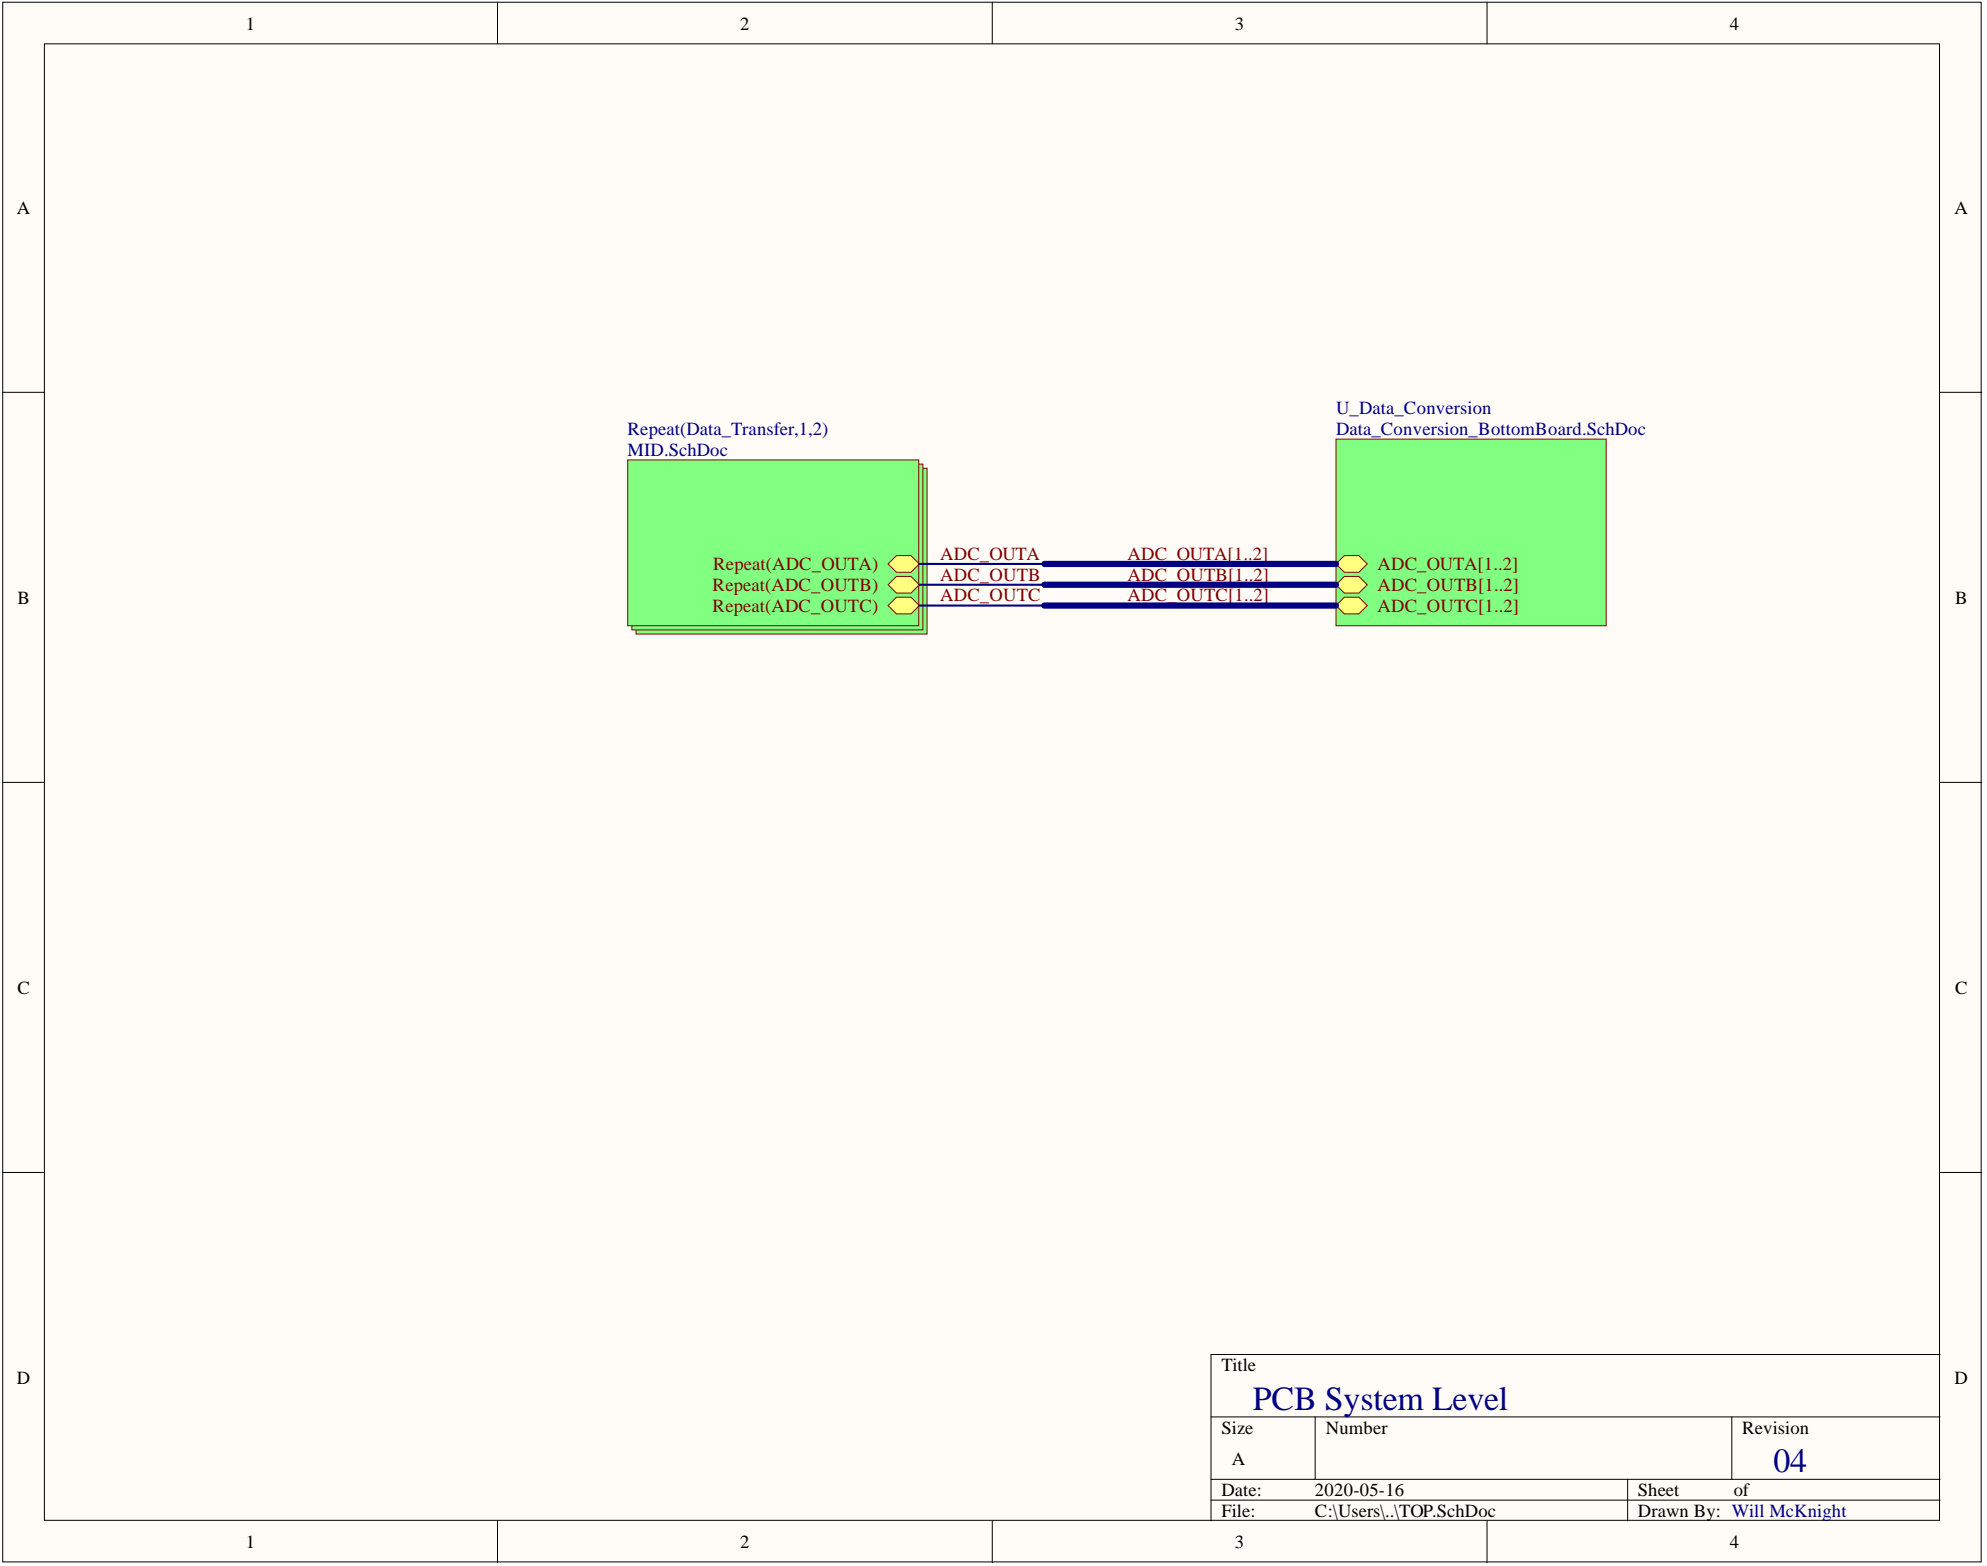 1 2 3 4
A A
U_Data_Conversion
Repeat(Data_Transfer,1,2) Data_Conversion_BottomBoard.SchDoc
MID.SchDoc
Repeat(ADC_OUTA) ADC_OUTA ADC_OUTA[1..2] ADC_OUTA[1..2]
Repeat(ADC_OUTB) ADC_OUTB ADC_OUTB[1..2] ADC_OUTB[1..2]
Repeat(ADC_OUTC) ADC_OUTC ADC_OUTC[1..2] ADC_OUTC[1..2]
B B
C C
D D
Title
PCB System Level
Size Number Revision
A 04
Date: 2020-05-16 Sheet of
File: C:\Users\..\TOP.SchDoc Drawn By: Will McKnight
1 2 3 4